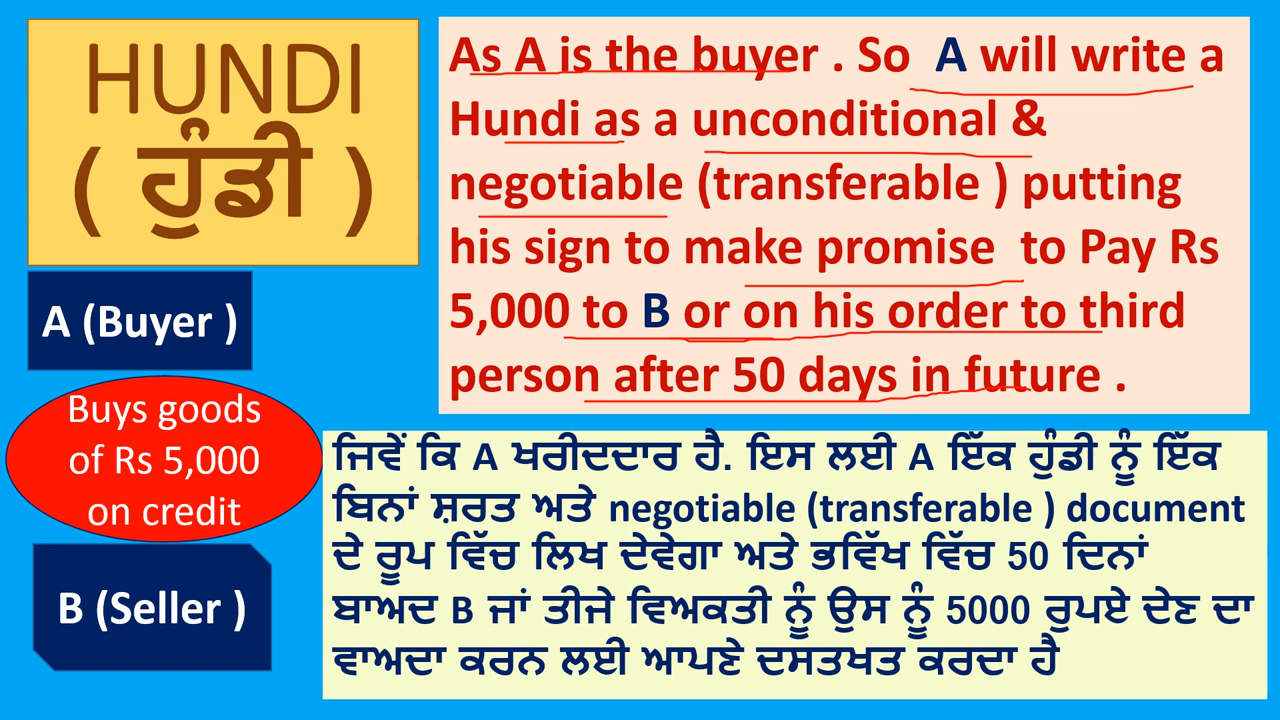 HUNDI
( ਹੁੰਡੀ )
As A is the buyer . So A will write a
Hundi as a unconditional &
negotiable (transferable ) putting
his sign to make promise to Pay Rs
5,000 to B or on his order to third
person after 50 days in future .
A (Buyer )
Buys goods
of Rs 5,000
on credit
B (Seller )
ਜਿਵੇਂ ਕਿ A ਖਰੀਦਦਾਰ ਹੈ. ਇਸ ਲਈ A ਇੱਕ ਹੁੰਡੀ ਨੂੰ ਇੱਕ
ਬਿਨਾਂ ਸ਼ਰਤ ਅਤੇ negotiable (transferable ) document
ਦੇ ਰੂਪ ਵਿੱਚ ਲਿਖ ਦੇਵੇਗਾ ਅਤੇ ਭਵਿੱਖ ਵਿੱਚ 50 ਦਿਨਾਂ
ਬਾਅਦ B ਜਾਂ ਤੀਜੇ ਵਿਅਕਤੀ ਨੂੰ ਉਸ ਨੂੰ 5000 ਰੁਪਏ ਦੇਣ ਦਾ
ਵਾਅਦਾ ਕਰਨ ਲਈ ਆਪਣੇ ਦਸਤਖਤ ਕਰਦਾ ਹੈ